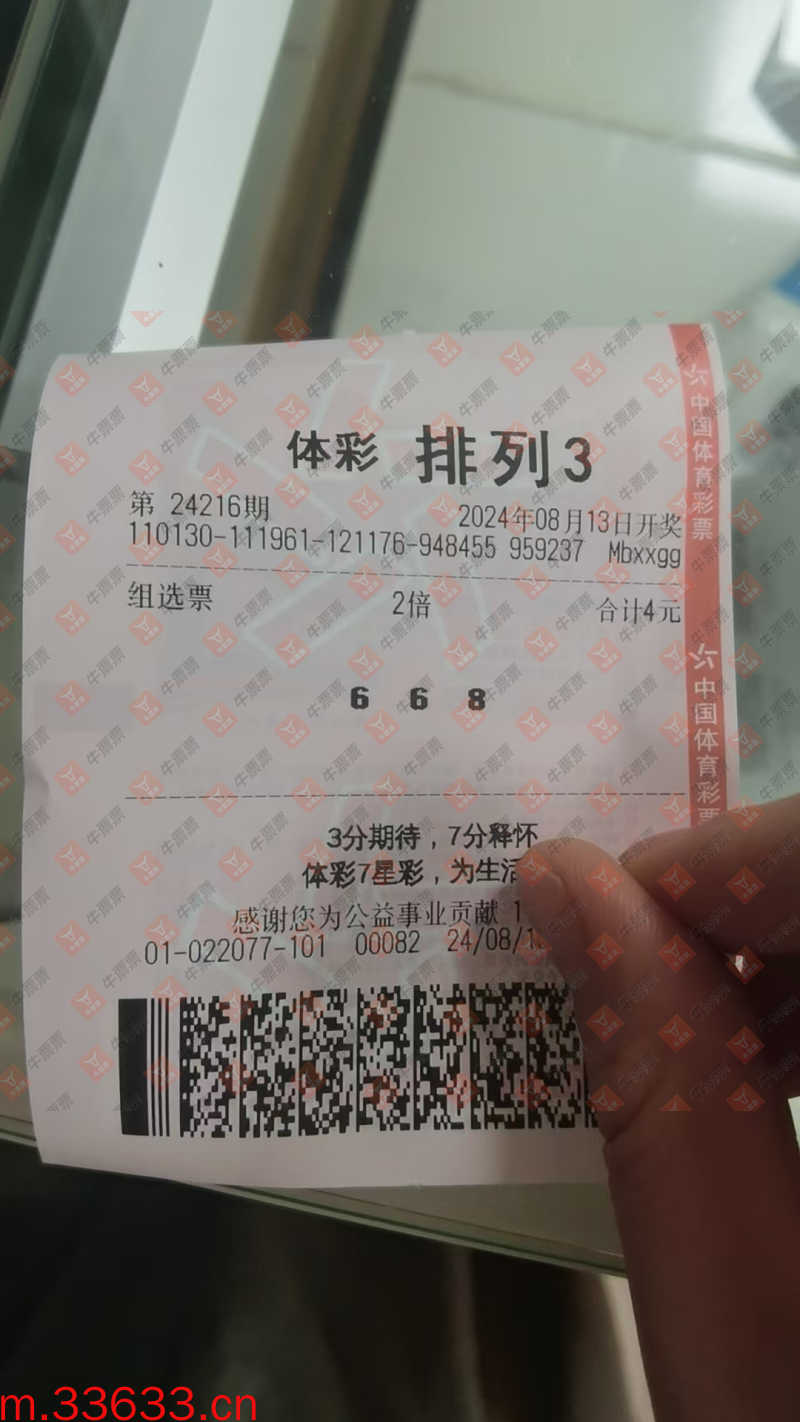 体彩 排列3
第 24216期 2024年08月13日开奖
110130-111961-121176-948455 959237 Mbxxgg
组选票 2倍 合计4元
6 6 8
3分期待，7分释怀
体彩7星彩，为生活
感谢您为公益事业贡献 1
01-022077-101 00082 24/08/1
中国体育彩票
中国体育彩票
牛票票
m.33633.cn